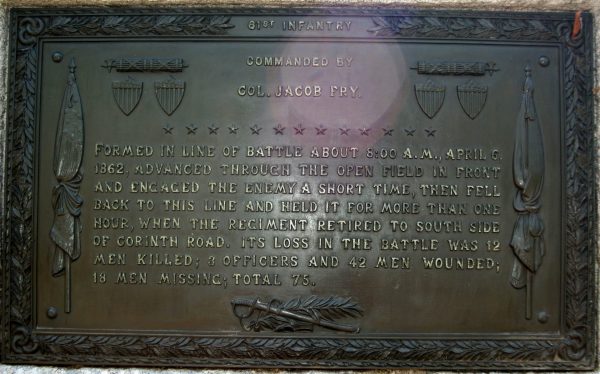 61ST INFANTRY
COMMANDED BY
COL. JACOB FRY.
FORMED IN LINE OF BATTLE ABOUT 8:00 A.M., APRIL 6,
1862, ADVANCED THROUGH THE OPEN FIELD IN FRONT
AND ENGAGED THE ENEMY A SHORT TIME, THEN FELL
BACK TO THIS LINE AND HELD IT FOR MORE THAN ONE
HOUR, WHEN THE REGIMENT RETIRED TO SOUTH SIDE
OF CORINTH ROAD. ITS LOSS IN THE BATTLE WAS 12
MEN KILLED; 3 OFFICERS AND 42 MEN WOUNDED;
18 MEN MISSING; TOTAL 75.